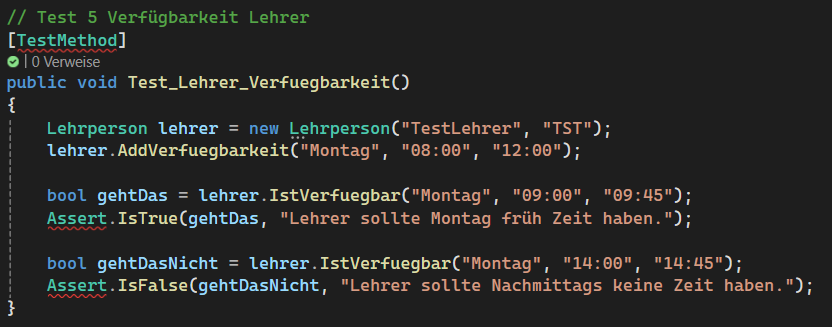 // Test 5 Verfügbarkeit Lehrer
[TestMethod]
| 0 Verweise
public void Test_Lehrer_Verfuegbarkeit()
{
Lehrperson lehrer = new Lehrperson("TestLehrer", "TST");
lehrer.AddVerfuegbarkeit("Montag", "08:00", "12:00");
bool gehtDas = lehrer.IstVerfuegbar("Montag", "09:00", "09:45");
Assert.IsTrue(gehtDas, "Lehrer sollte Montag früh Zeit haben.");
bool gehtDasNicht = lehrer.IstVerfuegbar("Montag", "14:00", "14:45");
Assert.IsFalse(gehtDasNicht, "Lehrer sollte Nachmittags keine Zeit haben.");
}